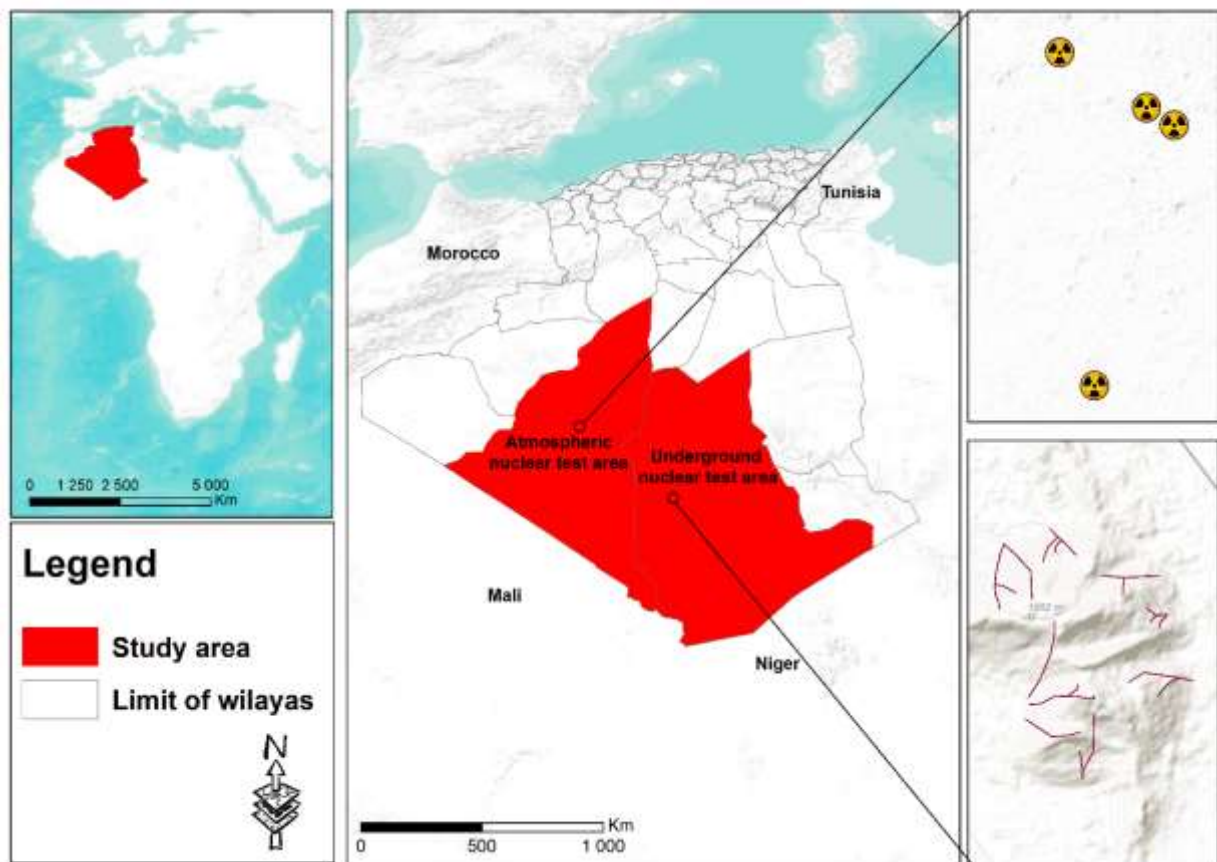 0 1 250 2 500 5 000
Km
Legend
Study area
Limit of wilayas
N
Tunisia
Morocco
Atmospheric
nuclear test area
Underground
nuclear test area
Mali
Niger
Km
0 500 1 000